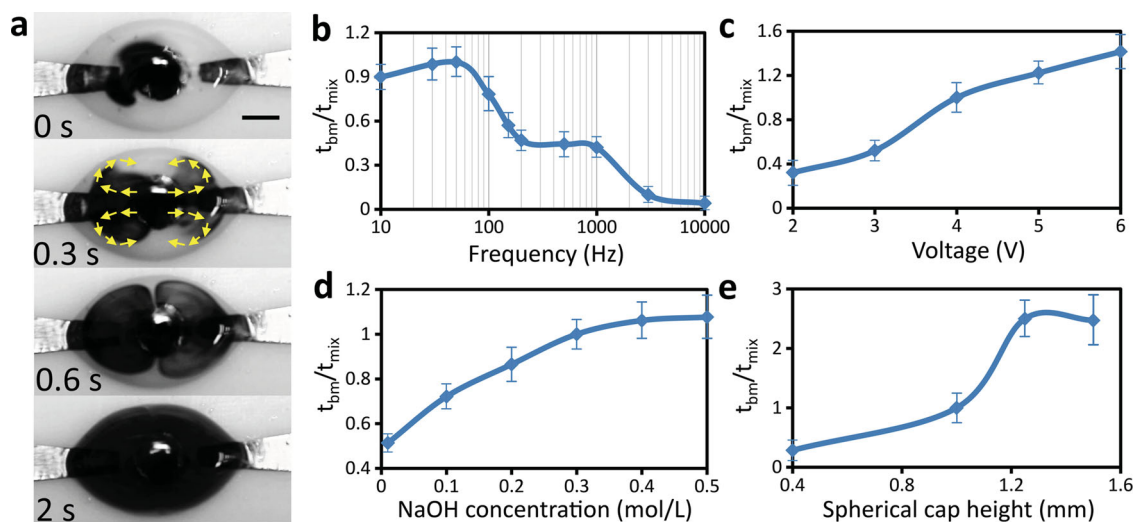 a
0 s
0.3 s
0.6 s
2 s
b
1.2
0.9
0.6
0.3
0
t_bm/t_mix
10
100
1000
10000
Frequency (Hz)
c
1.6
1.2
0.8
0.4
0
t_bm/t_mix
2
3
4
5
6
Voltage (V)
d
1.2
1
0.8
0.6
0.4
t_bm/t_mix
0
0.1
0.2
0.3
0.4
0.5
NaOH concentration (mol/L)
e
3
2
1
0
t_bm/t_mix
0.4
0.8
1.2
1.6
Spherical cap height (mm)